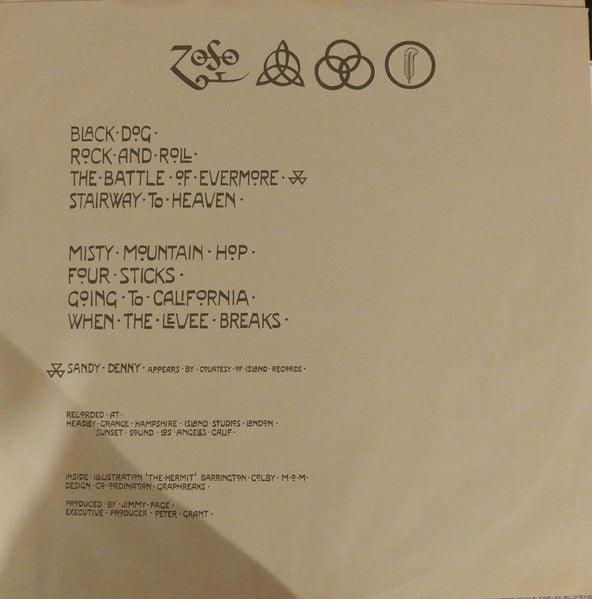 ZOSO
BLACK·DOG·
ROCK·AND·ROLL·
THE·BATTLE·OF·EVERMORE·
STAIRWAY·TO·HEAVEN·
MISTY·MOUNTAIN·HOP·
FOUR·STICKS·
GOING·TO·CALIFORNIA·
WHEN·THE·LEVEE·BREAKS·
SANDY·DENNY·APPEARS·BY·COURTESY·OF·ISLAND·RECORDS·
RECORDED·AT·
HEADLEY·GRANGE·HAMPSHIRE·ISLAND·STUDIOS·LONDON·
SUNSET·SOUND·LOS·ANGELES·CALIF·
INSIDE·ILLUSTRATION 'THE·HERMIT' BARRINGTON·COLBY·M·O·M·
DESIGN·CO-ORDINATION·GRAPHREAKS·
PRODUCED·BY·JIMMY·PAGE·
EXECUTIVE·PRODUCER·PETER·GRANT·